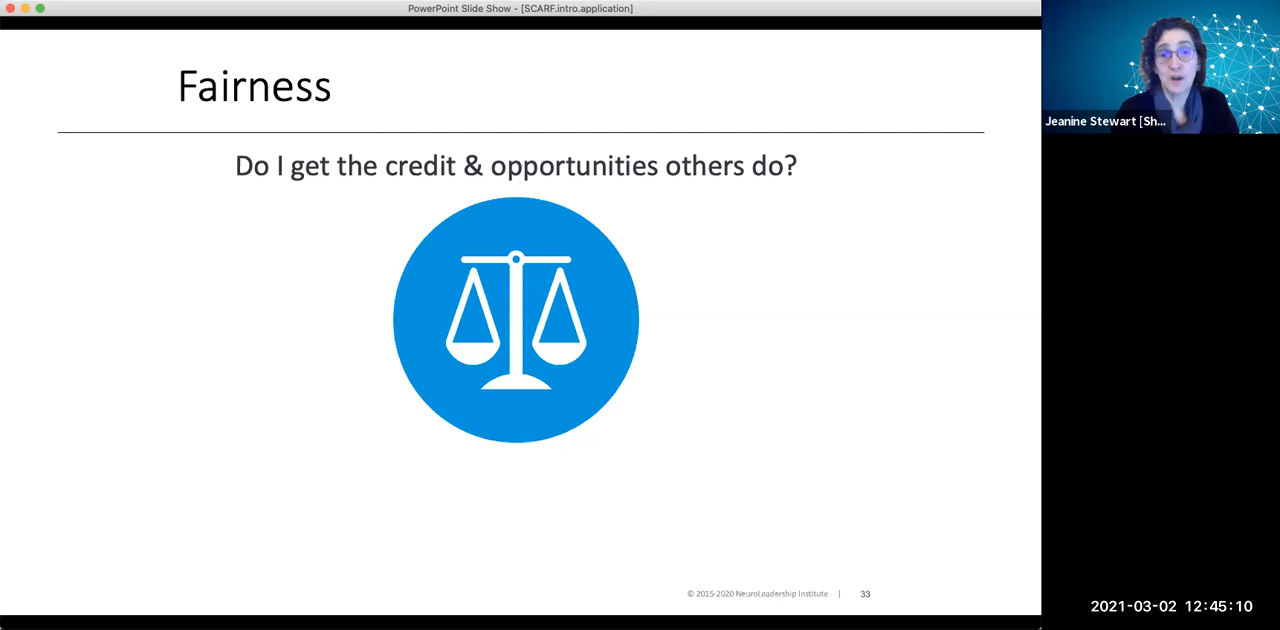 PowerPoint Slide Show - [SCARF.intro.application]
Fairness
Do I get the credit & opportunities others do?
© 2015-2020 NeuroLeadership Institute | 33
Jeanine Stewart [Sh...
2021-03-02 12:45:10